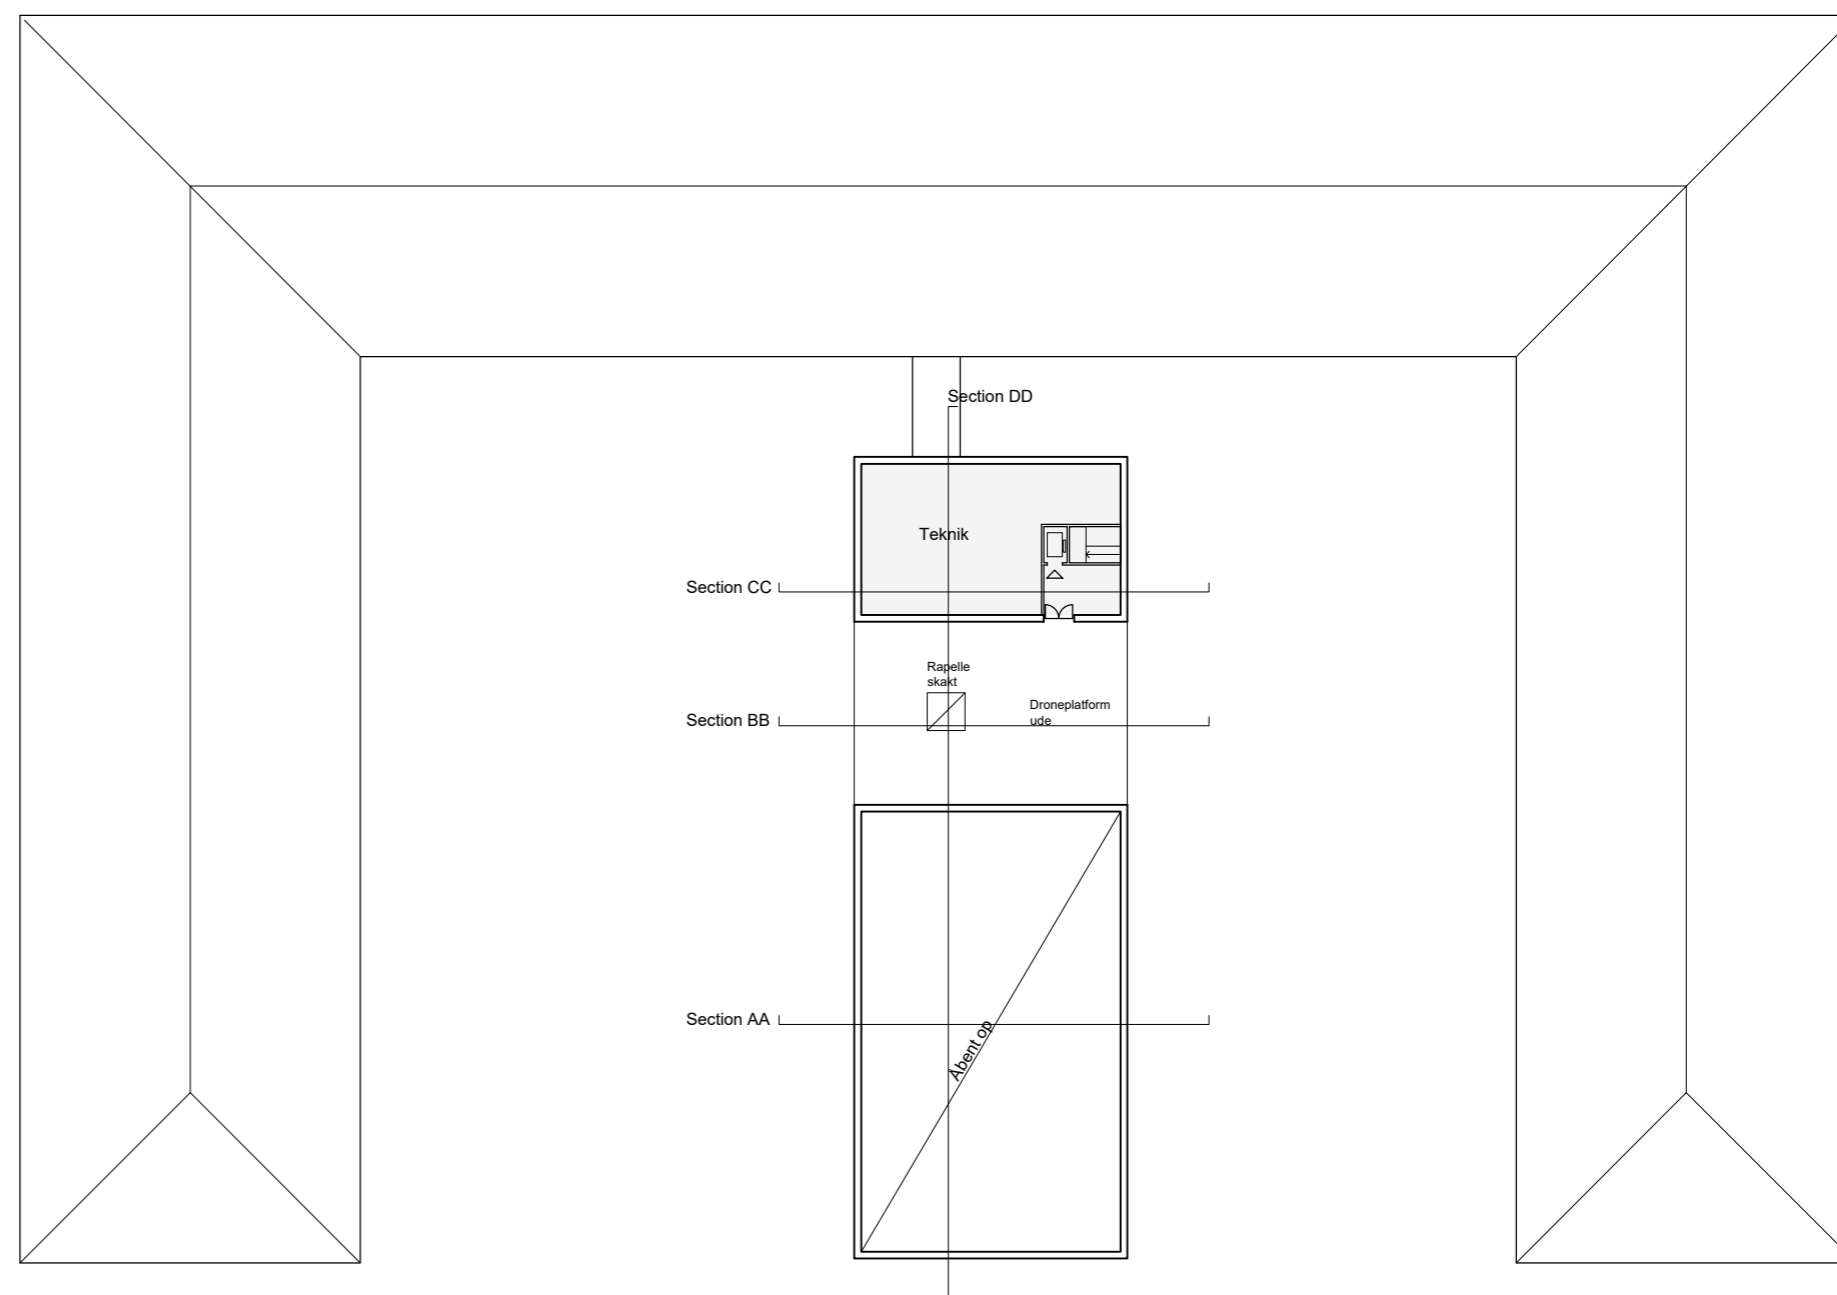 Section DD
Teknik
Section CC
Rapelle
skakt
Droneplatform
ude
Section BB
Section AA
Åbent op